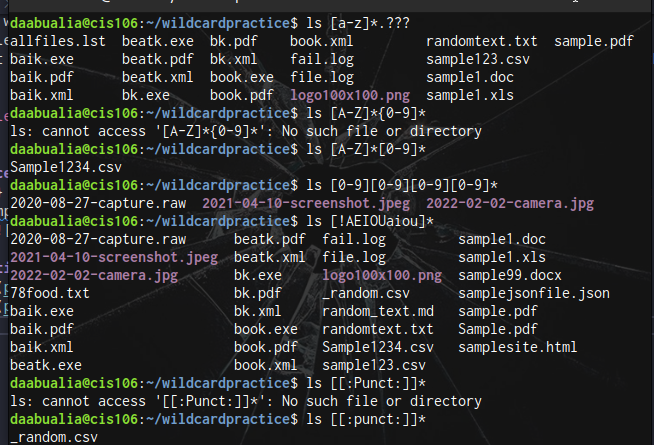 daabualia@cis106:~/wildcardpractice$ ls [a-z]*.???
allfiles.lst beatk.exe bk.pdf book.xml randomtext.txt sample.pdf
baik.exe beatk.pdf bk.xml fail.log sample123.csv
baik.pdf beatk.xml book.exe file.log sample1.doc
baik.xml bk.exe book.pdf logo100x100.png sample1.xls
daabualia@cis106:~/wildcardpractice$ ls [A-Z]*{0-9]*
ls: cannot access '[A-Z]*{0-9]*': No such file or directory
daabualia@cis106:~/wildcardpractice$ ls [A-Z]*[0-9]*
Sample1234.csv
daabualia@cis106:~/wildcardpractice$ ls [0-9][0-9][0-9][0-9]*
2020-08-27-capture.raw 2021-04-10-screenshot.jpeg 2022-02-02-camera.jpg
daabualia@cis106:~/wildcardpractice$ ls [!AEIOUaiou]*
2020-08-27-capture.raw beatk.pdf fail.log sample1.doc
2021-04-10-screenshot.jpeg beatk.xml file.log sample1.xls
2022-02-02-camera.jpg bk.exe logo100x100.png sample99.docx
78food.txt bk.pdf _random.csv samplejsonfile.json
baik.exe bk.xml random_text.md sample.pdf
baik.pdf book.exe randomtext.txt Sample.pdf
baik.xml book.pdf Sample1234.csv samplesite.html
beatk.exe book.xml sample123.csv
daabualia@cis106:~/wildcardpractice$ ls [[:Punct:]]*
ls: cannot access '[[:Punct:]]*': No such file or directory
daabualia@cis106:~/wildcardpractice$ ls [[:punct:]]*
_random.csv